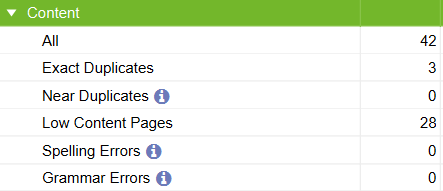 Content
All 42
Exact Duplicates 3
Near Duplicates 0
Low Content Pages 28
Spelling Errors 0
Grammar Errors 0